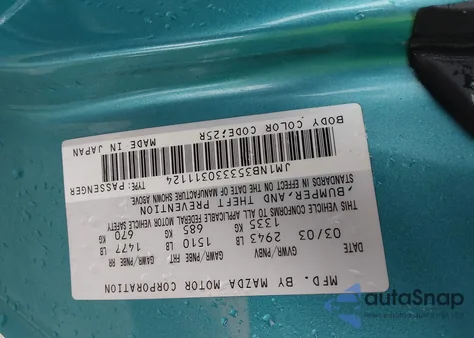 MFD. BY MAZDA MOTOR CORPORATION
DATE GVWR/PNBV GAWR/PNBE FRT GAWR/PNBE RR
03/03 2943 LB 1510 LB 1477 LB
1335 KG 685 KG 670 KG
THIS VEHICLE CONFORMS TO ALL APPLICABLE FEDERAL MOTOR VEHICLE SAFETY
,BUMPER,AND THEFT PREVENTION
STANDARDS IN EFFECT ON THE DATE OF MANUFACTURE SHOWN ABOVE
JM1NB353530311124 TYPE: PASSENGER
BODY COLOR CODE:25R MADE IN JAPAN
autoSnap